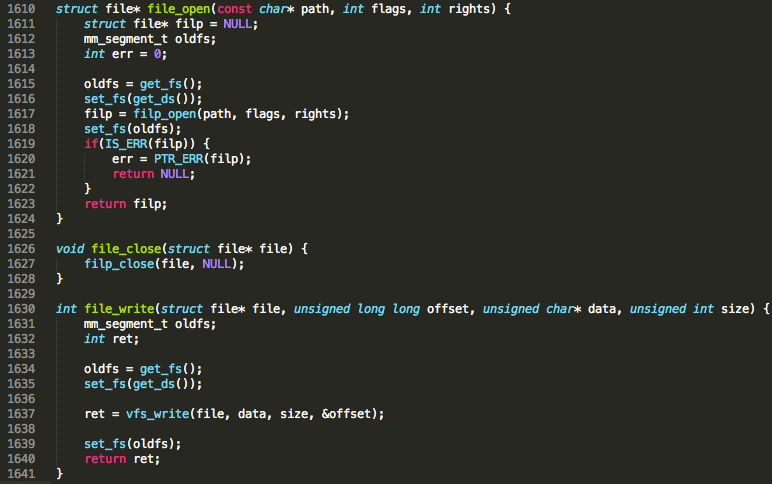 1610 struct file* file_open(const char* path, int flags, int rights) {
1611     struct file* filp = NULL;
1612     mm_segment_t oldfs;
1613     int err = 0;
1614
1615     oldfs = get_fs();
1616     set_fs(get_ds());
1617     filp = filp_open(path, flags, rights);
1618     set_fs(oldfs);
1619     if(IS_ERR(filp)) {
1620         err = PTR_ERR(filp);
1621         return NULL;
1622     }
1623     return filp;
1624 }
1625
1626 void file_close(struct file* file) {
1627     filp_close(file, NULL);
1628 }
1629
1630 int file_write(struct file* file, unsigned long long offset, unsigned char* data, unsigned int size) {
1631     mm_segment_t oldfs;
1632     int ret;
1633
1634     oldfs = get_fs();
1635     set_fs(get_ds());
1636
1637     ret = vfs_write(file, data, size, &offset);
1638
1639     set_fs(oldfs);
1640     return ret;
1641 }